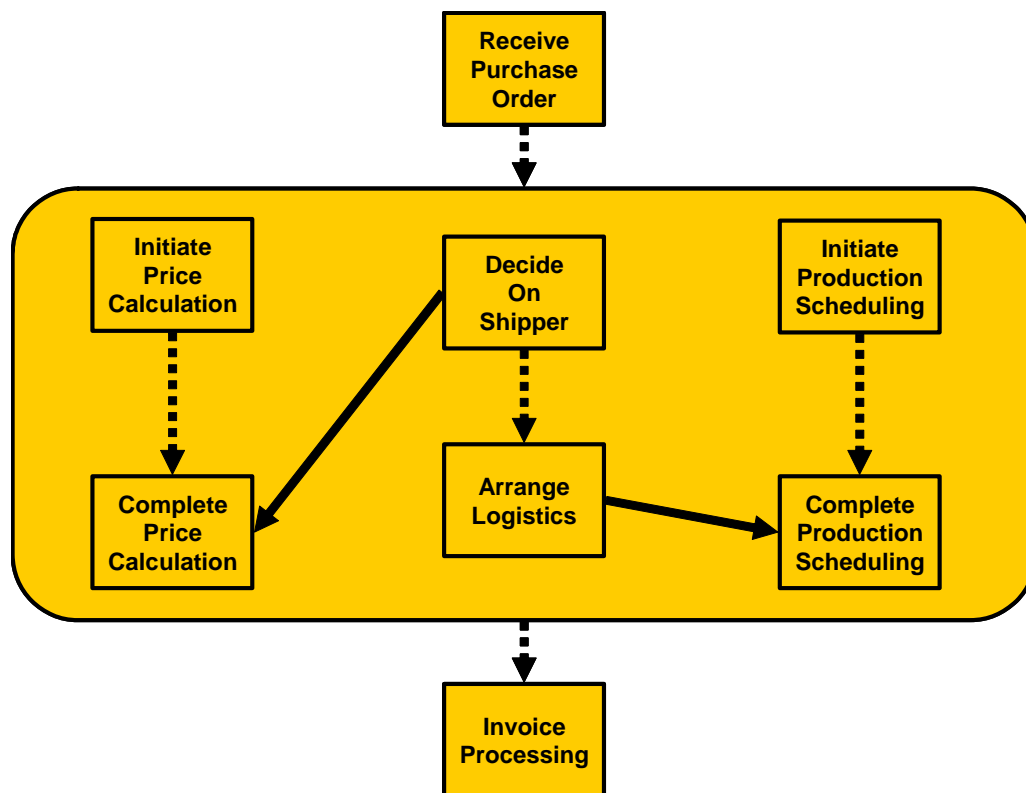 Receive
Purchase
Order
Initiate
Price
Calculation
Decide
On
Shipper
Initiate
Production
Scheduling
Complete
Price
Calculation
Arrange
Logistics
Complete
Production
Scheduling
Invoice
Processing